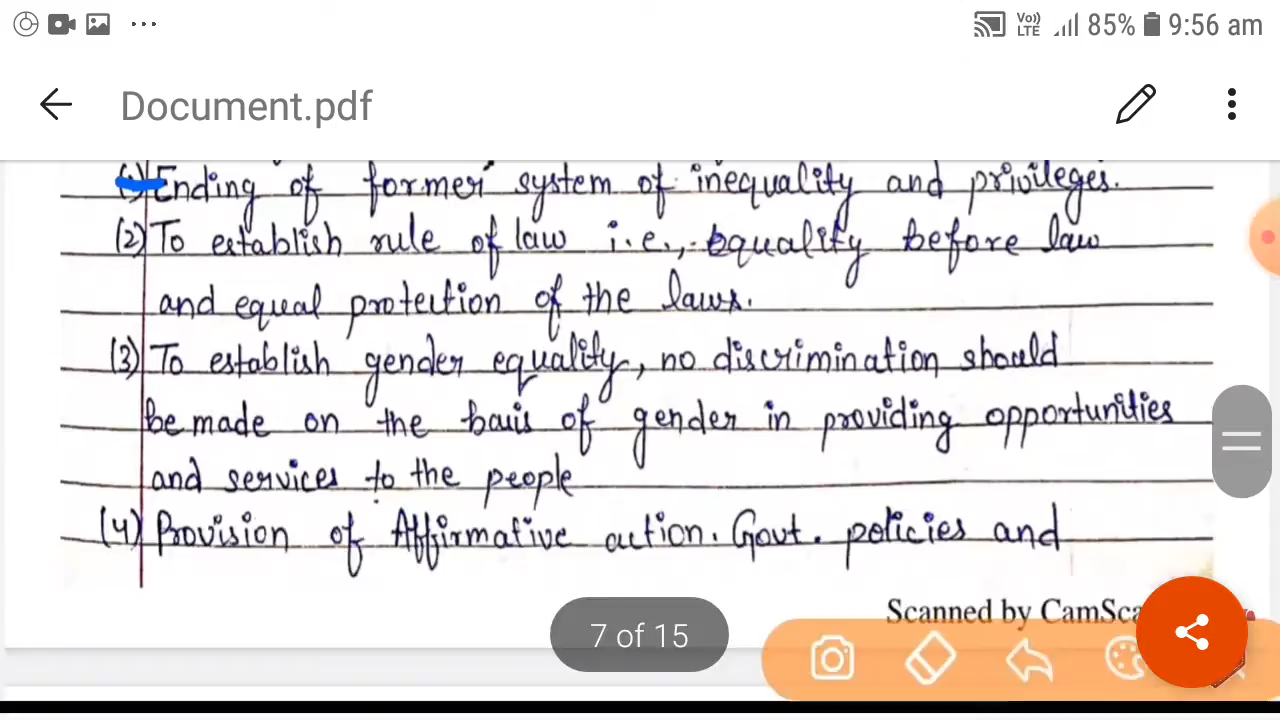 Vo)) LTE 85% 9:56 am
Document.pdf
(1) Ending of former system of inequality and privileges.
(2) To establish rule of law i.e., equality before law
and equal protection of the laws.
(3) To establish gender equality, no discrimination should
be made on the basis of gender in providing opportunities
and services to the people
(4) Provision of Affirmative action. Govt. policies and
Scanned by CamSca
7 of 15